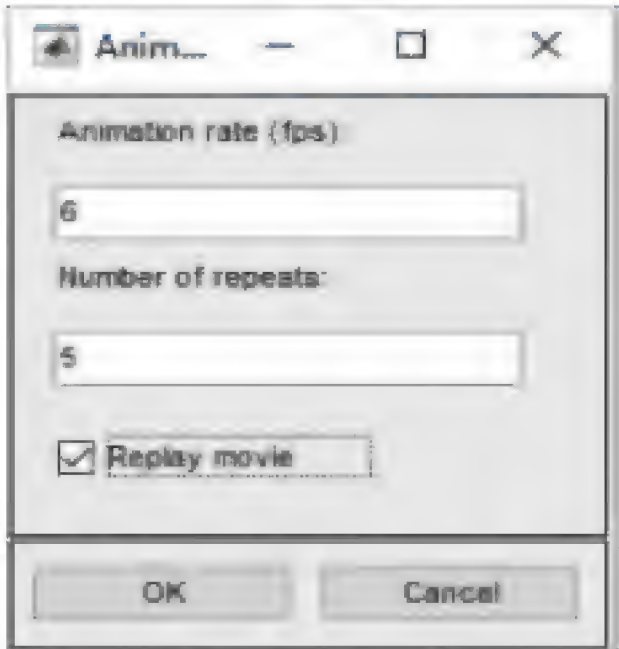 Anim...
Animation rate (fps):
6
Number of repeats:
5
Replay movie
OK
Cancel